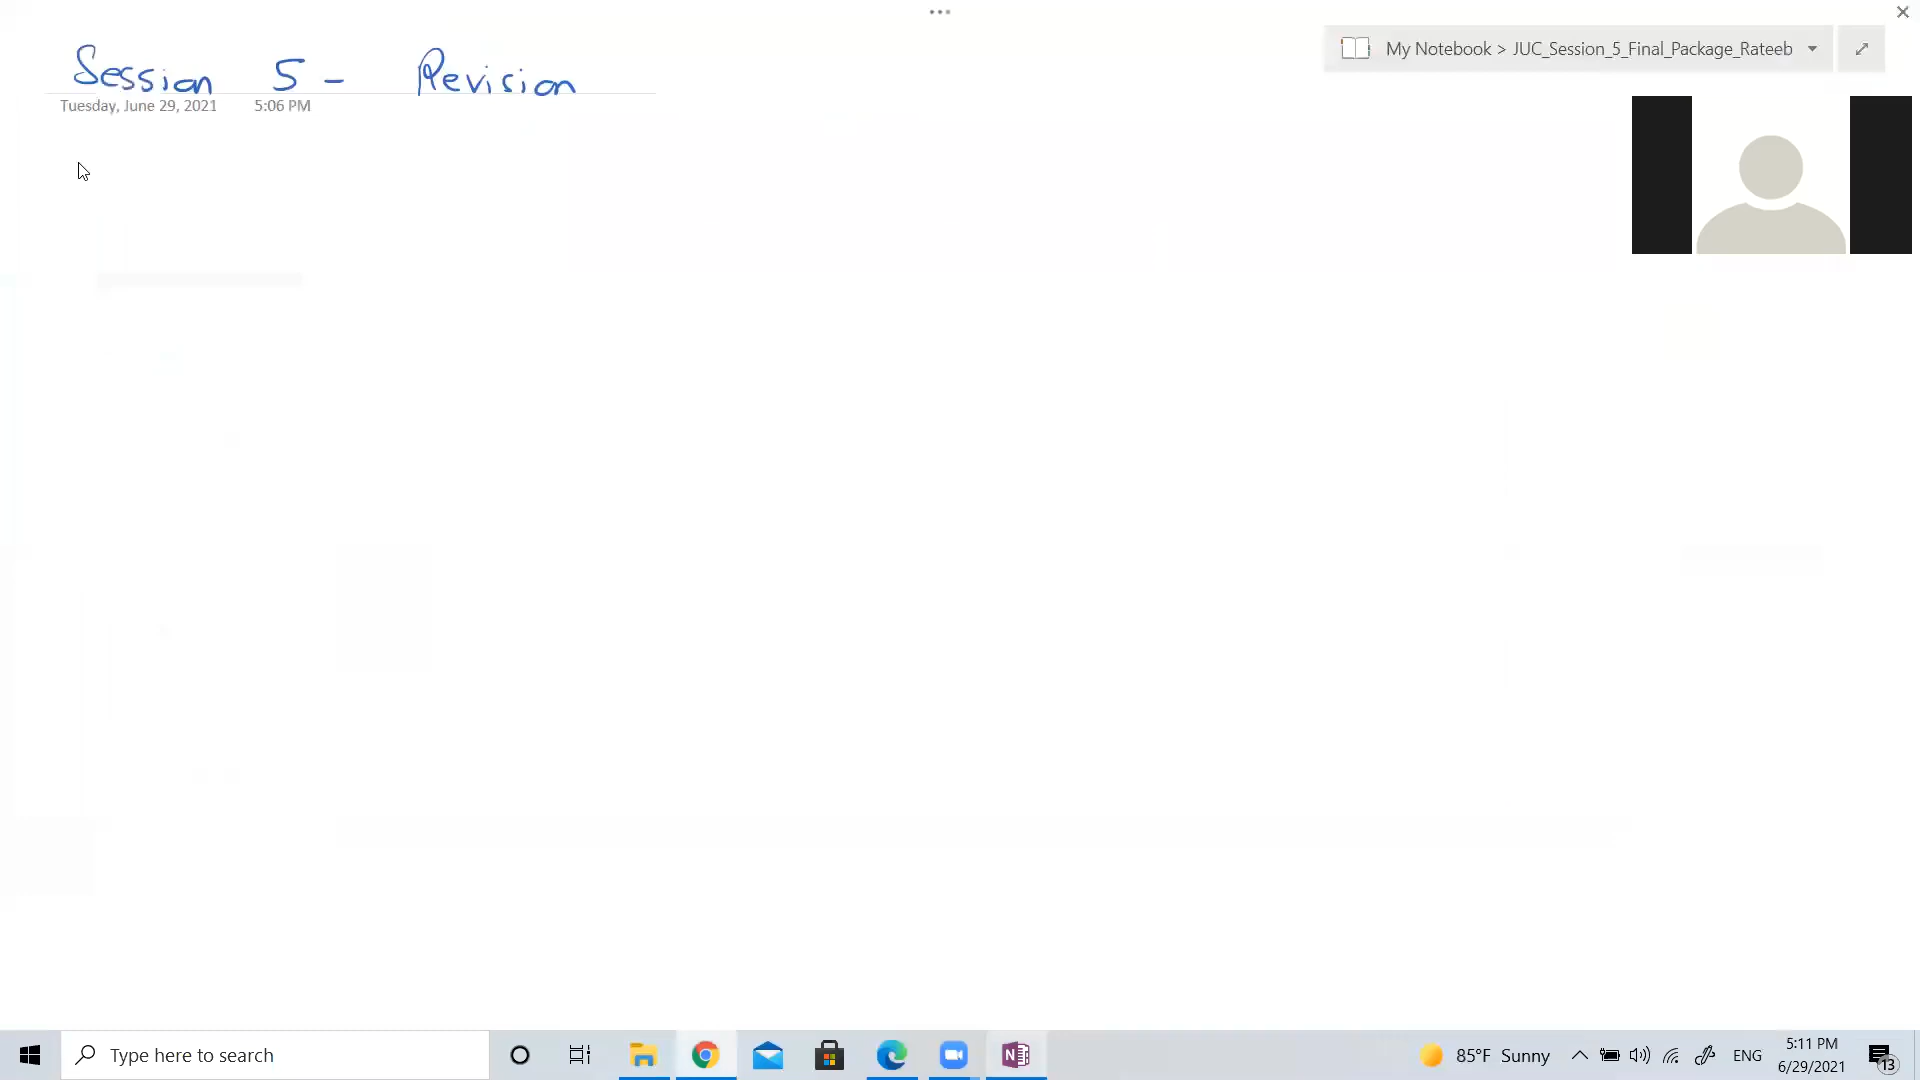 Session 5 - Revision
Tuesday, June 29, 2021 5:06 PM
My Notebook > JUC_Session_5_Final_Package_Rateeb
Type here to search
85°F Sunny
ENG
5:11 PM
6/29/2021
13